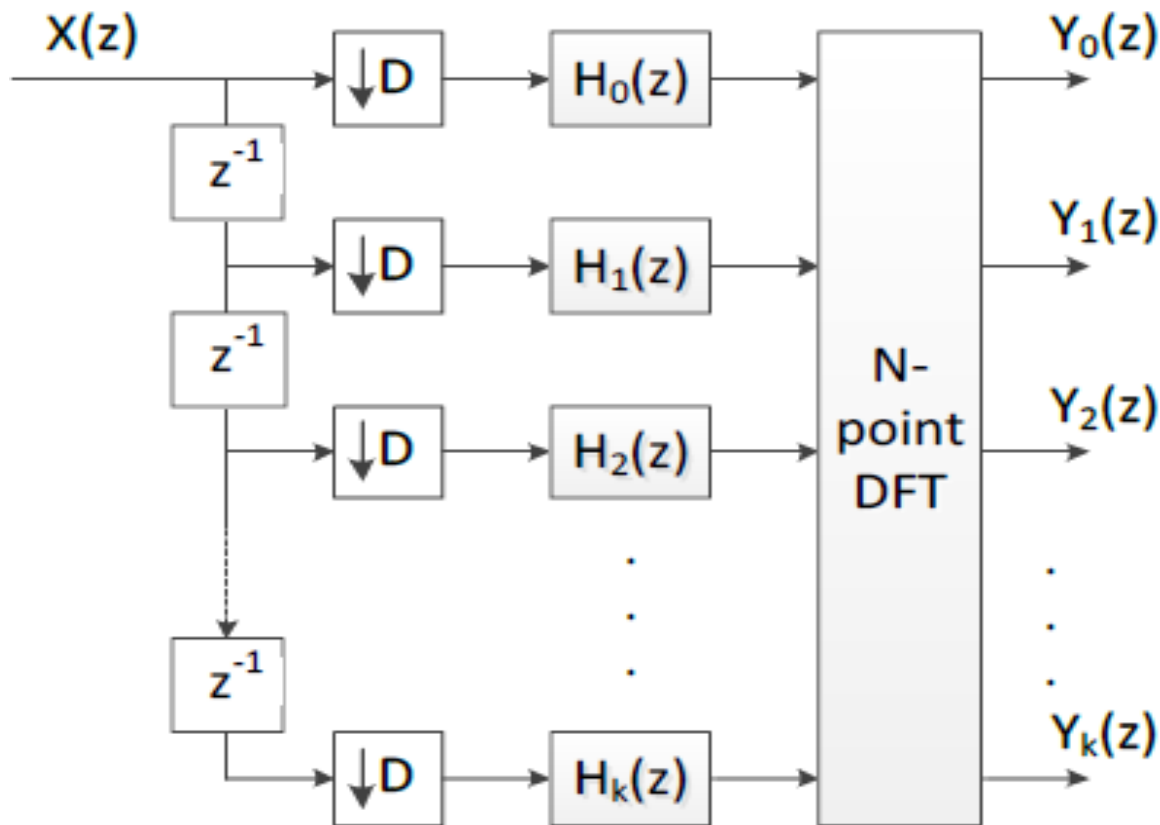 X(z)
↓D
H₀(z)
Y₀(z)
z⁻¹
↓D
H₁(z)
Y₁(z)
z⁻¹
N-
point
DFT
↓D
H₂(z)
Y₂(z)
z⁻¹
↓D
Hₖ(z)
Yₖ(z)